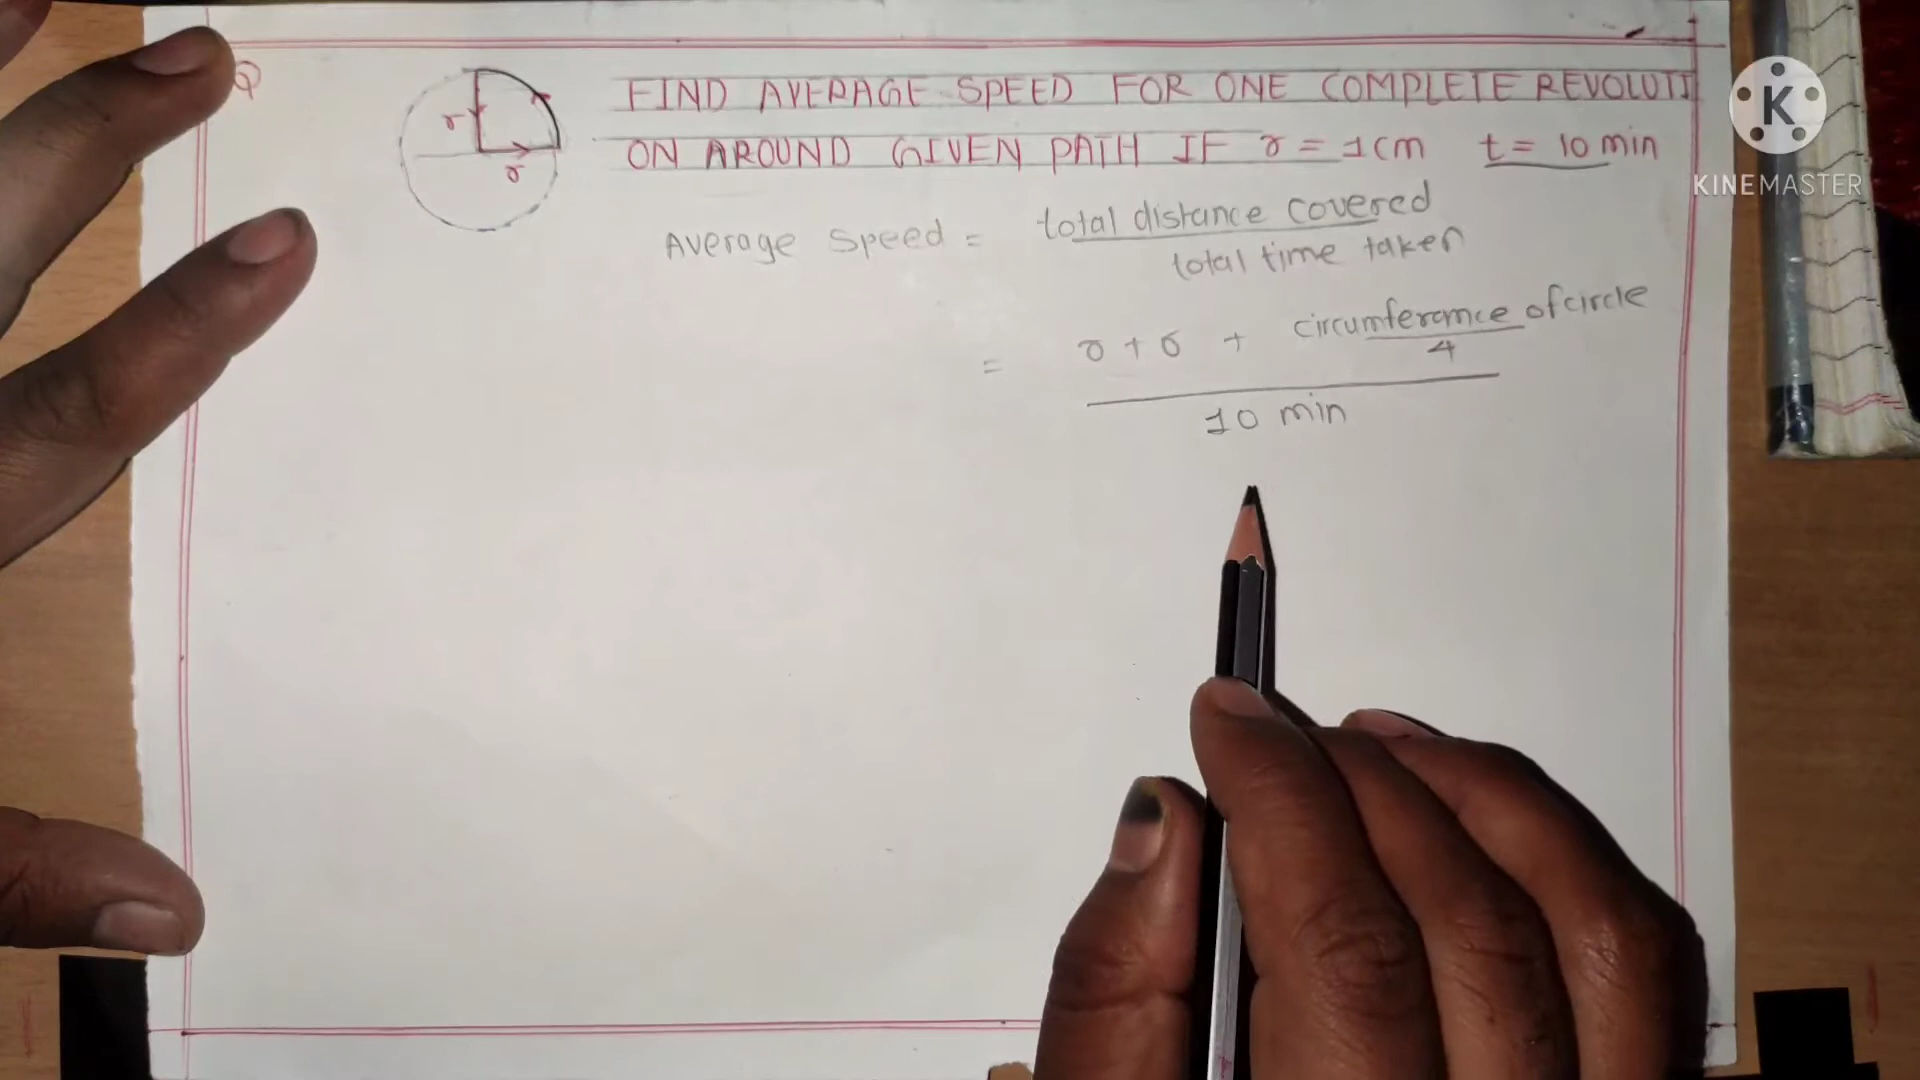 Q
FIND AVERAGE SPEED FOR ONE COMPLETE REVOLUTI
ON AROUND GIVEN PATH IF r = 1cm t = 10 min
r
r
Average speed = total distance covered
total time taken
= r + r + circumferance of circle
4
10 min
K
KINEMASTER